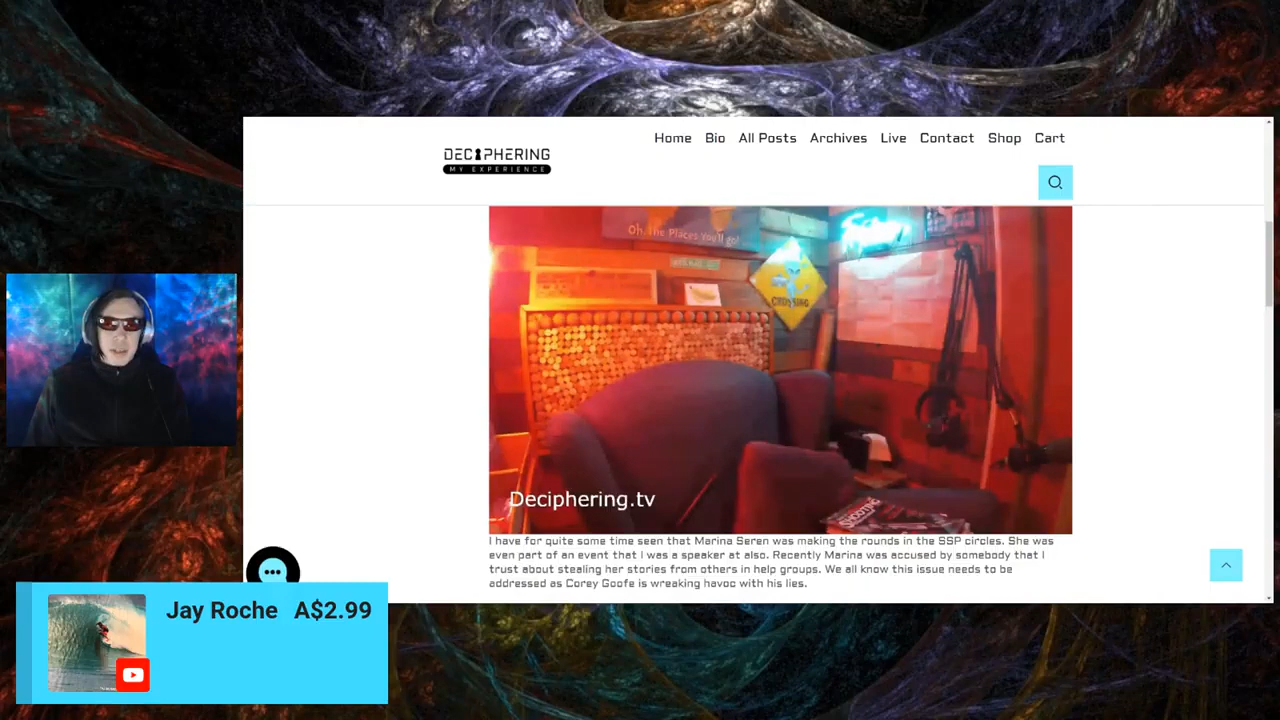 Home Bio All Posts Archives Live Contact Shop Cart
DECIPHERING
MY EXPERIENCE
Oh, The Places You'll go!
CROSSING
SHOOTING
Deciphering.tv
I have for quite some time seen that Marina Seren was making the rounds in the SSP circles. She was
even part of an event that I was a speaker at also. Recently Marina was accused by somebody that I
trust about stealing her stories from others in help groups. We all know this issue needs to be
addressed as Corey Goofe is wreaking havoc with his lies.
Jay Roche A$2.99